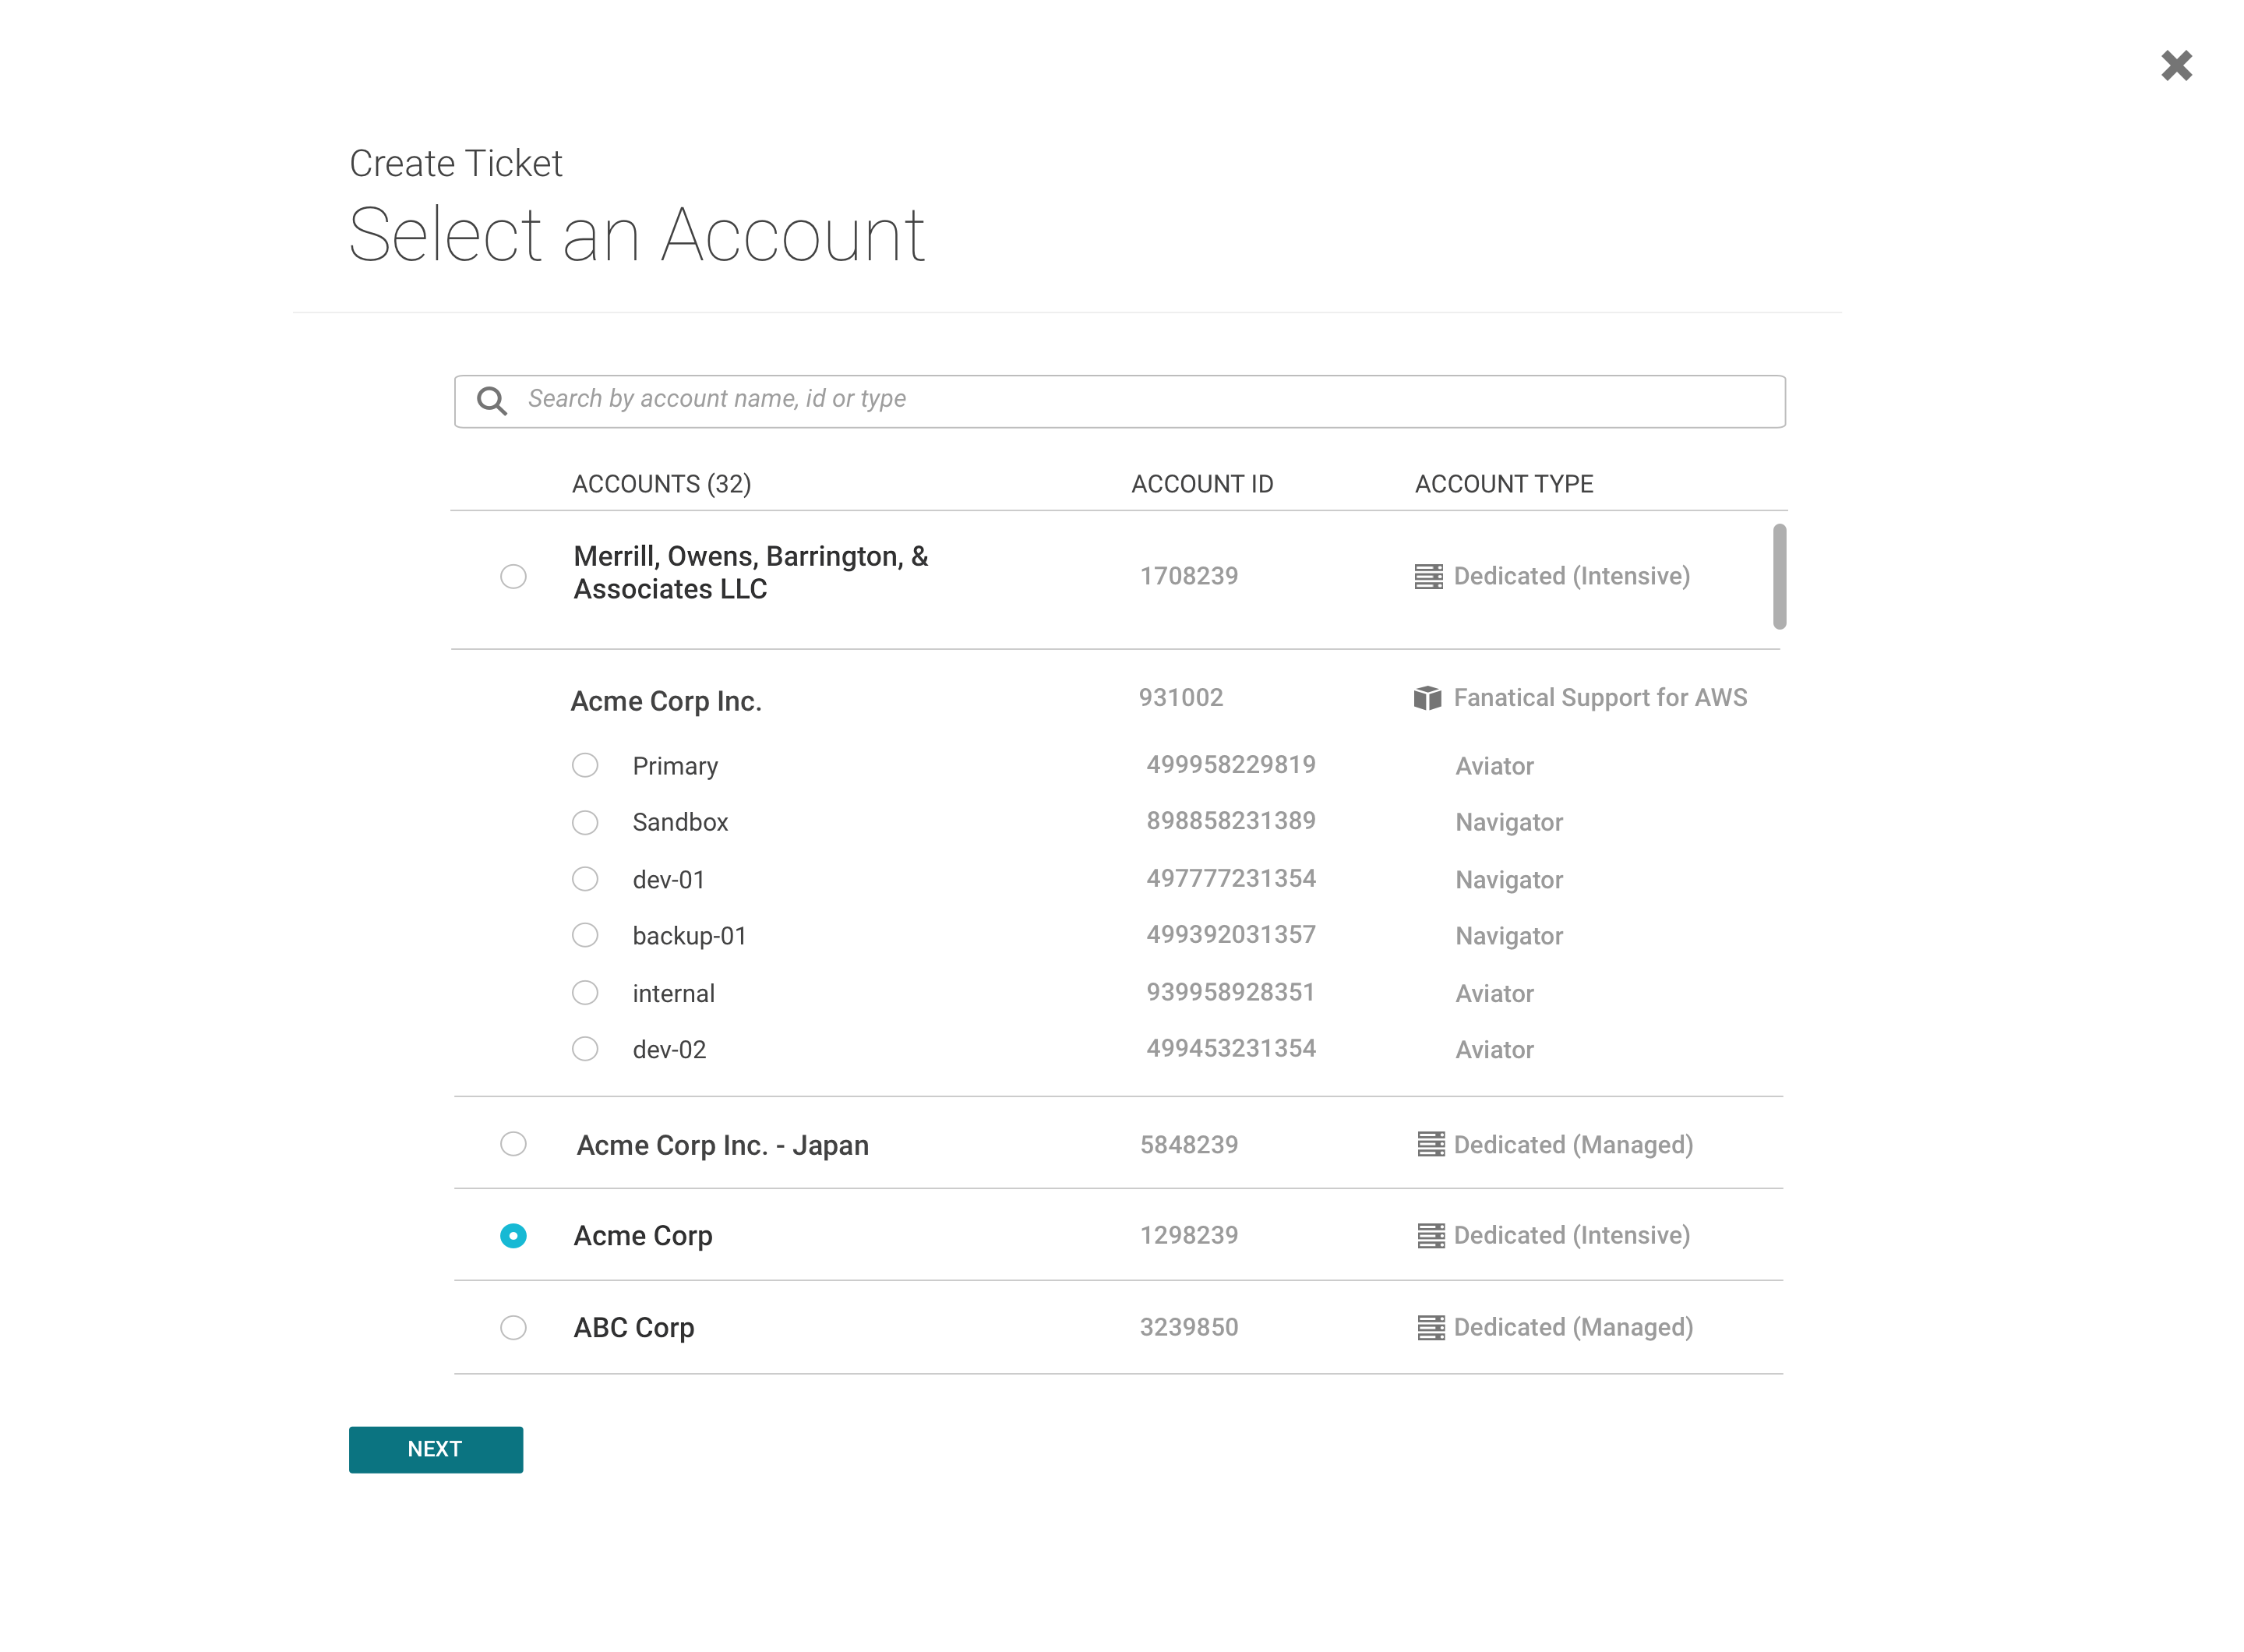 Create Ticket
Select an Account
Search by account name, id or type
ACCOUNTS (32) ACCOUNT ID ACCOUNT TYPE
Merrill, Owens, Barrington, &
Associates LLC
1708239 Dedicated (Intensive)
Acme Corp Inc. 931002 Fanatical Support for AWS
Primary 499958229819 Aviator
Sandbox 898858231389 Navigator
dev-01 497777231354 Navigator
backup-01 499392031357 Navigator
internal 939958928351 Aviator
dev-02 499453231354 Aviator
Acme Corp Inc. - Japan 5848239 Dedicated (Managed)
Acme Corp 1298239 Dedicated (Intensive)
ABC Corp 3239850 Dedicated (Managed)
NEXT